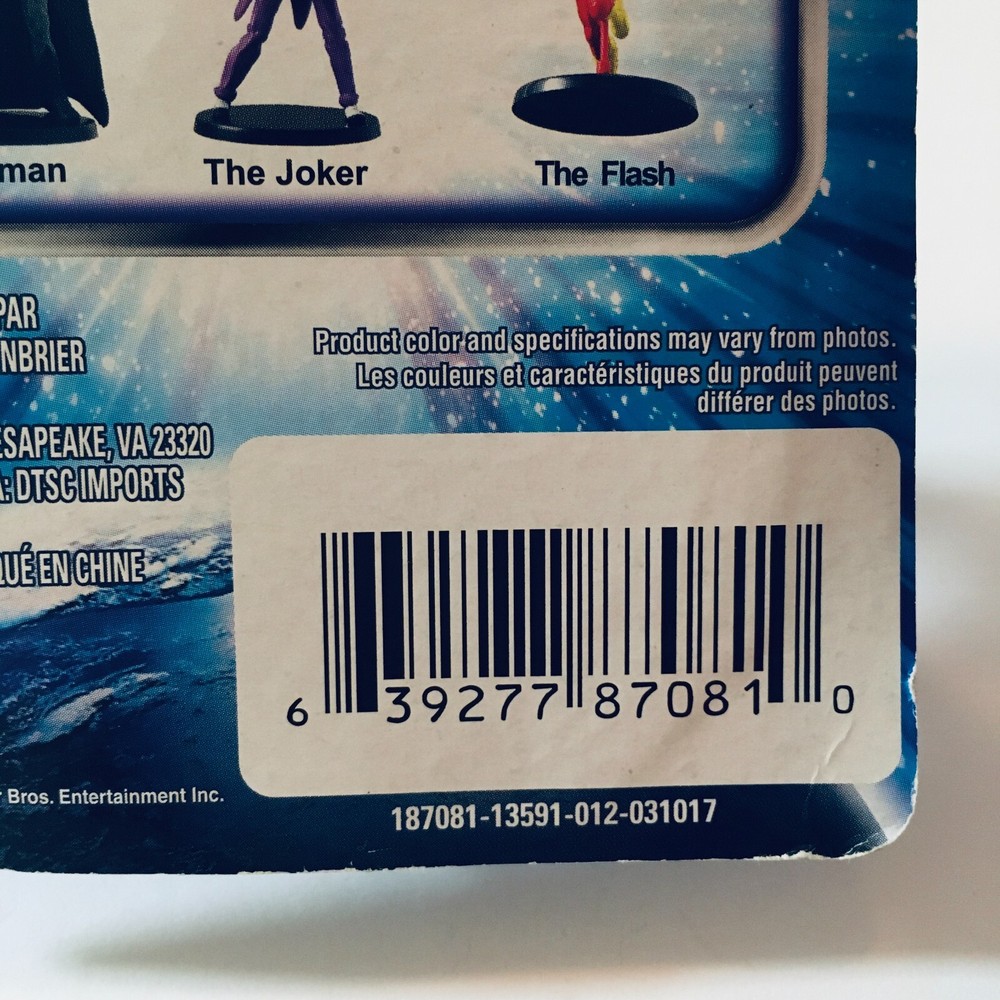 man
The Joker
The Flash
PAR
NBRIER
Product color and specifications may vary from photos.
Les couleurs et caractéristiques du produit peuvent
différer des photos.
ESAPEAKE, VA 23320
: DTSC IMPORTS
QUÉ EN CHINE
6 39277 87081 0
Bros. Entertainment Inc.
187081-13591-012-031017